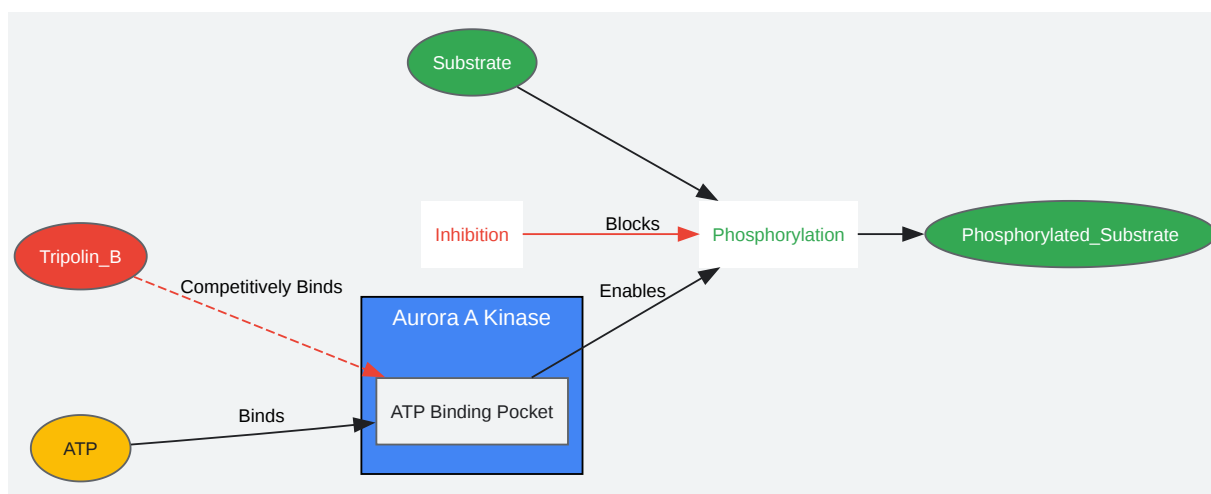 Substrate
Inhibition
Blocks
Phosphorylation
Phosphorylated_Substrate
Tripolin_B
Competitively Binds
Enables
Aurora A Kinase
ATP Binding Pocket
Binds
ATP